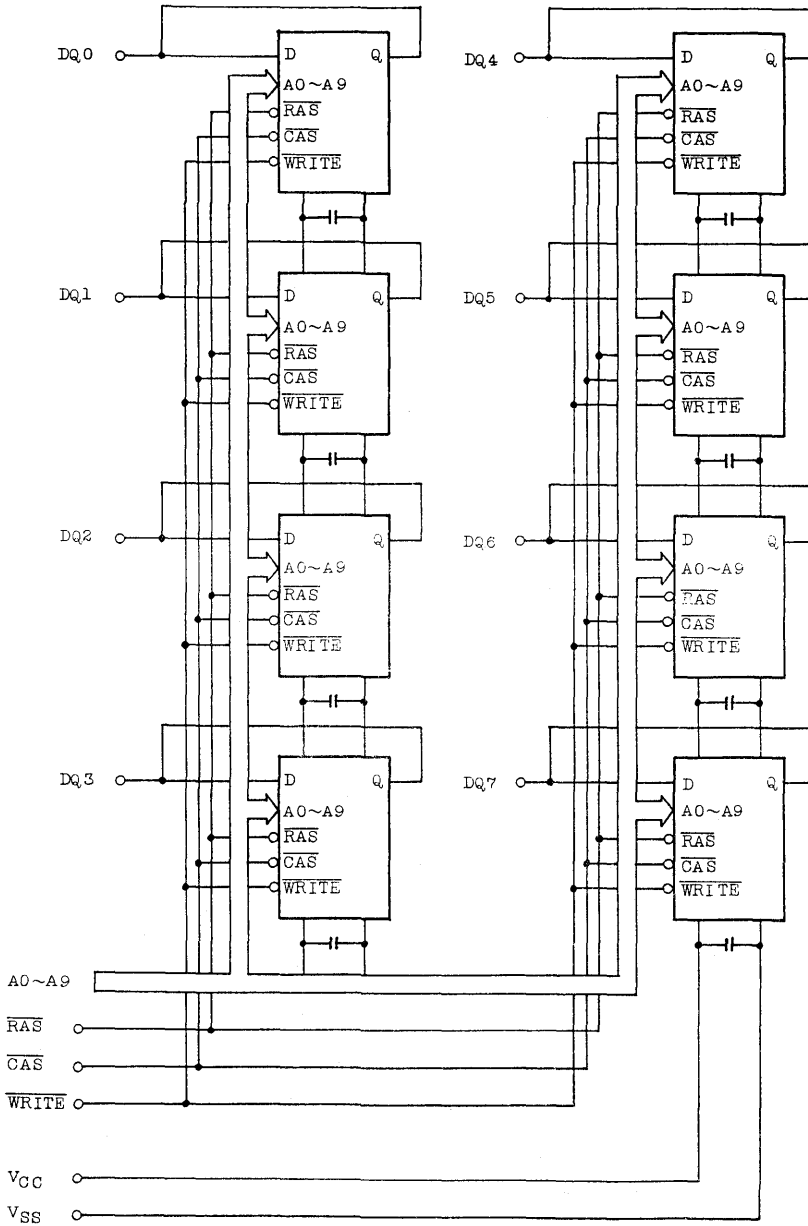 DQ0
D Q
A0~A9
RAS
CAS
WRITE
DQ4
D Q
A0~A9
RAS
CAS
WRITE
DQ1
D Q
A0~A9
RAS
CAS
WRITE
DQ5
D Q
A0~A9
RAS
CAS
WRITE
DQ2
D Q
A0~A9
RAS
CAS
WRITE
DQ6
D Q
A0~A9
RAS
CAS
WRITE
DQ3
D Q
A0~A9
RAS
CAS
WRITE
DQ7
D Q
A0~A9
RAS
CAS
WRITE
A0~A9
RAS
CAS
WRITE
VCC
VSS